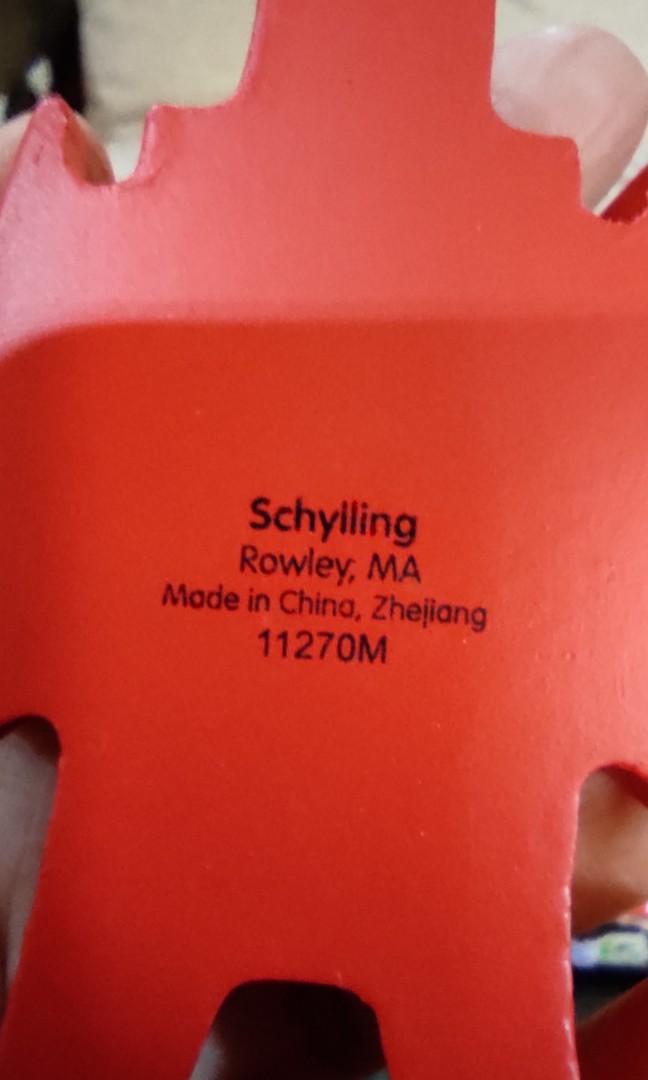 Schylling
Rowley, MA
Made in China, Zhejiang
11270M